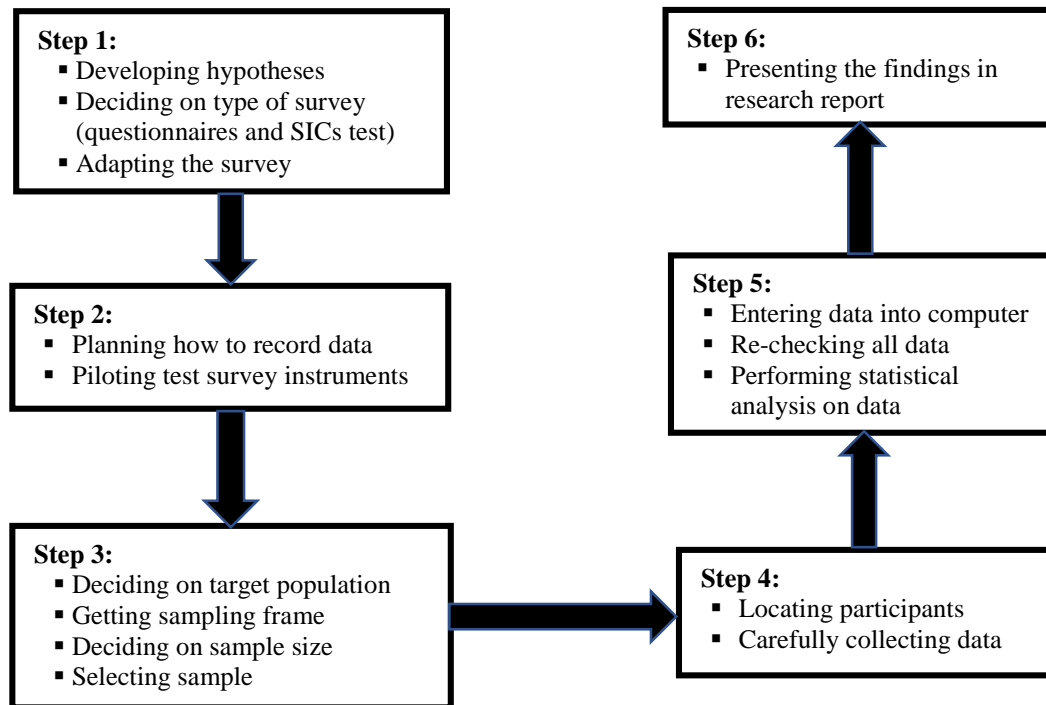 Step 1:
▪ Developing hypotheses
▪ Deciding on type of survey
(questionnaires and SICs test)
▪ Adapting the survey
Step 2:
▪ Planning how to record data
▪ Piloting test survey instruments
Step 3:
▪ Deciding on target population
▪ Getting sampling frame
▪ Deciding on sample size
▪ Selecting sample
Step 4:
▪ Locating participants
▪ Carefully collecting data
Step 5:
▪ Entering data into computer
▪ Re-checking all data
▪ Performing statistical
analysis on data
Step 6:
▪ Presenting the findings in
research report